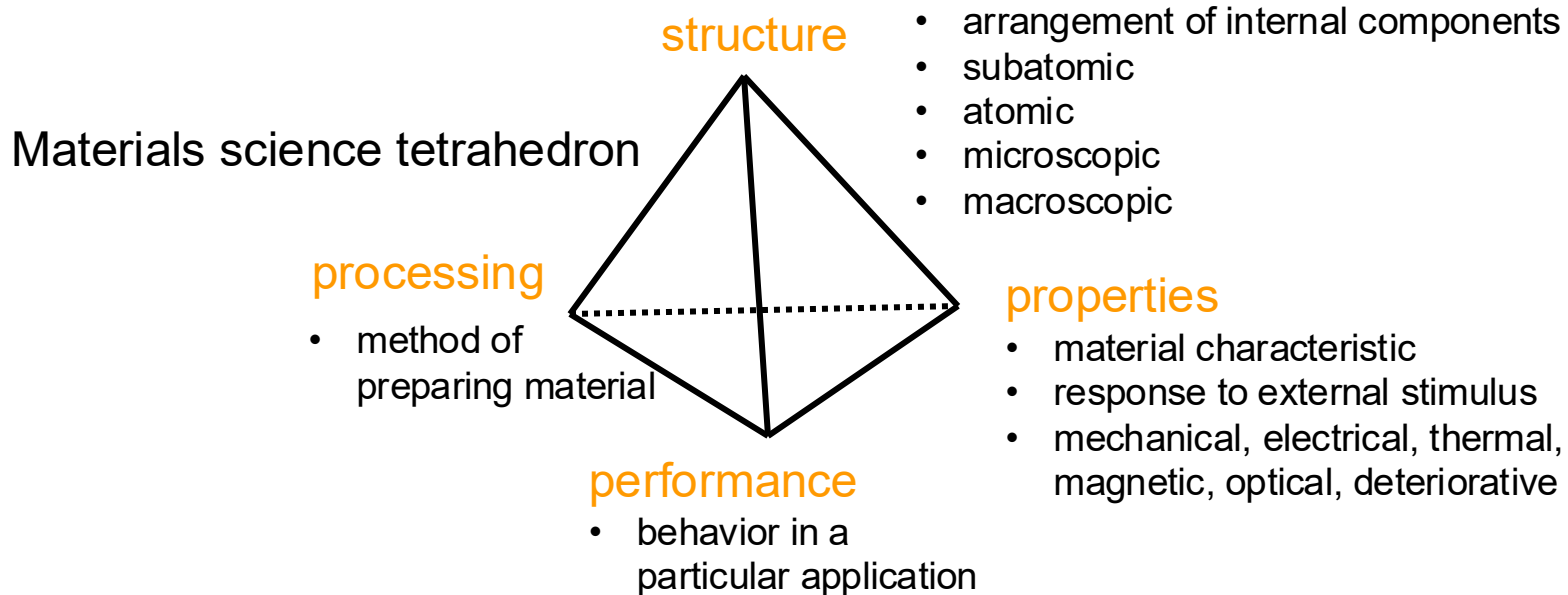 structure
• arrangement of internal components
• subatomic
• atomic
• microscopic
• macroscopic
Materials science tetrahedron
processing
• method of
preparing material
properties
• material characteristic
• response to external stimulus
• mechanical, electrical, thermal,
magnetic, optical, deteriorative
performance
• behavior in a
particular application